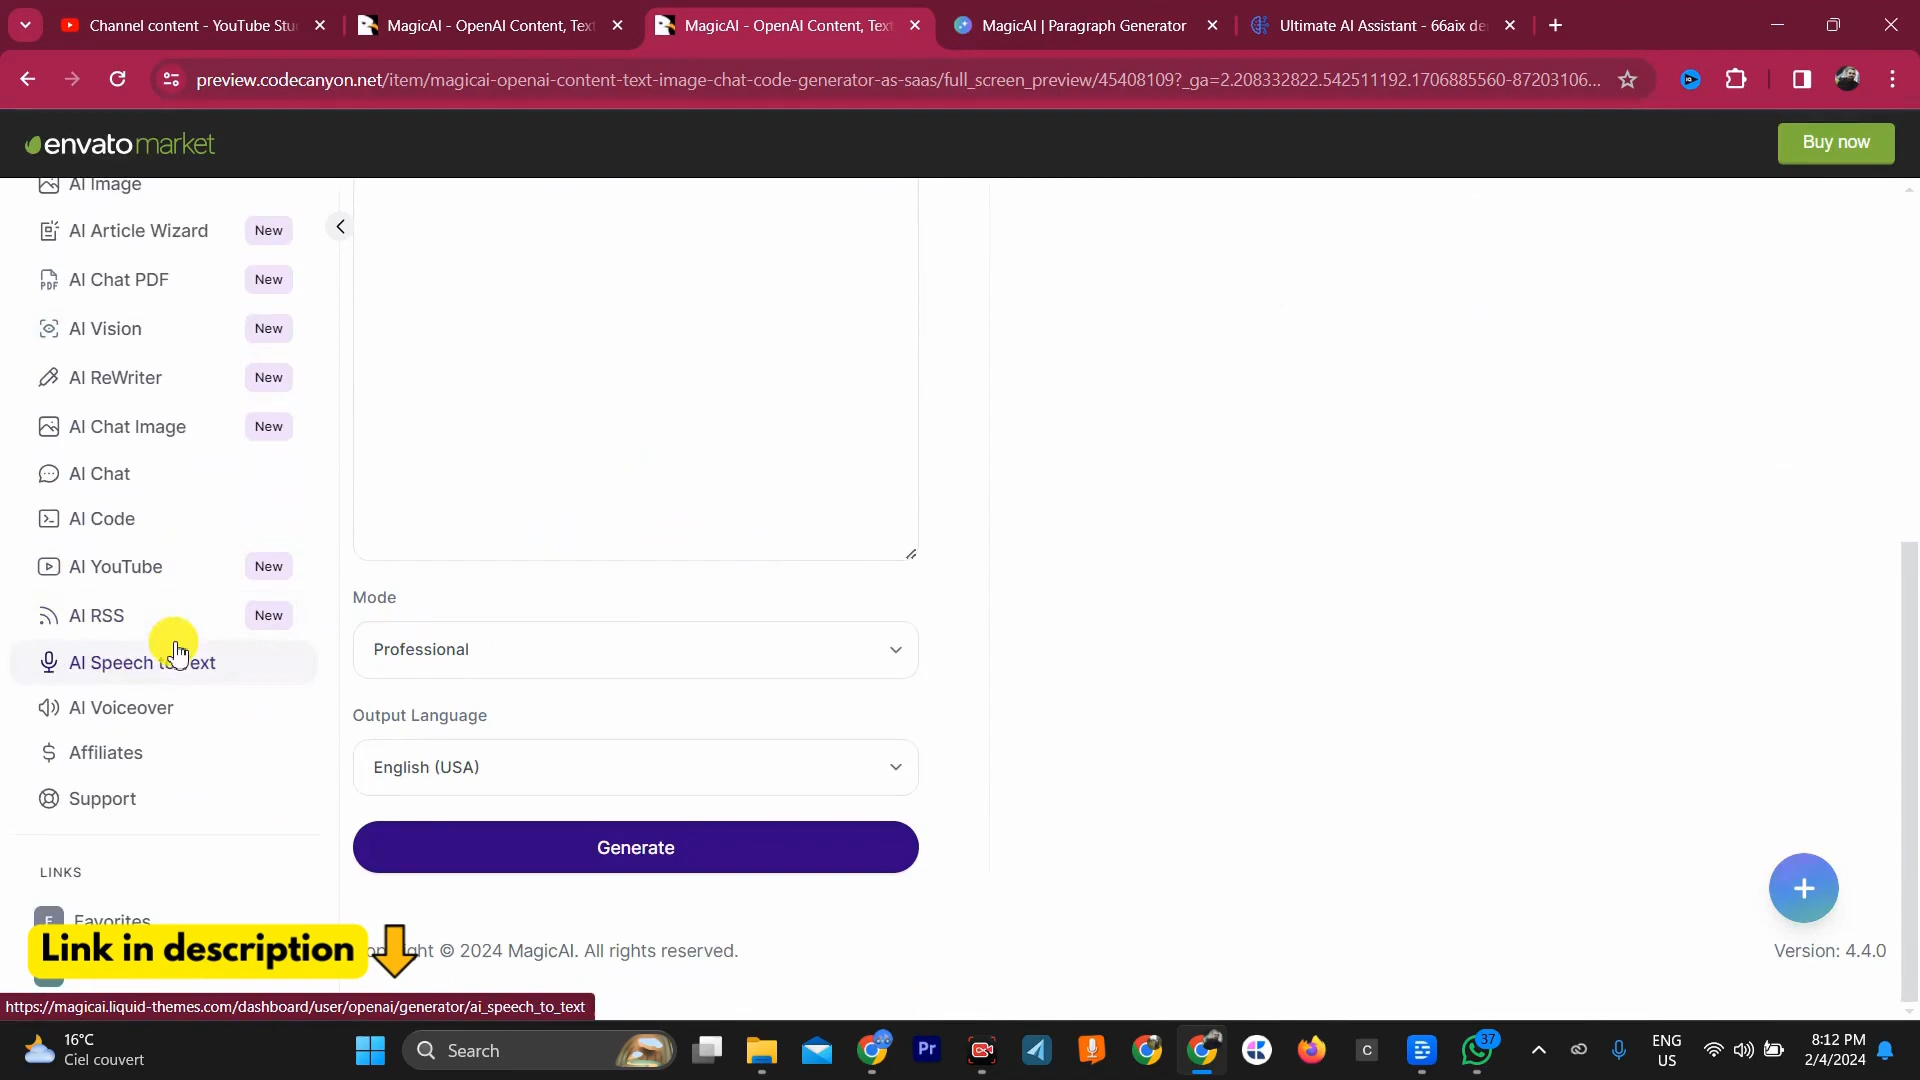 Channel content - YouTube Stu
MagicAI - OpenAI Content, Text
MagicAI - OpenAI Content, Text
MagicAI | Paragraph Generator
Ultimate AI Assistant - 66aix de
preview.codecanyon.net/item/magicai-openai-content-text-image-chat-code-generator-as-saas/full_screen_preview/45408109?_ga=2.208332822.542511192.1706885560-87203106...
envato market
Buy now
AI Image
AI Article Wizard New
AI Chat PDF New
AI Vision New
AI ReWriter New
AI Chat Image New
AI Chat
AI Code
AI YouTube New
AI RSS New
AI Speech to Text
AI Voiceover
Affiliates
Support
LINKS
F Favorites
Mode
Professional
Output Language
English (USA)
Generate
Link in description
© 2024 MagicAI. All rights reserved.
Version: 4.4.0
https://magicai.liquid-themes.com/dashboard/user/openai/generator/ai_speech_to_text
16°C
Ciel couvert
Search
Pr
C
37
ENG
US
8:12 PM
2/4/2024